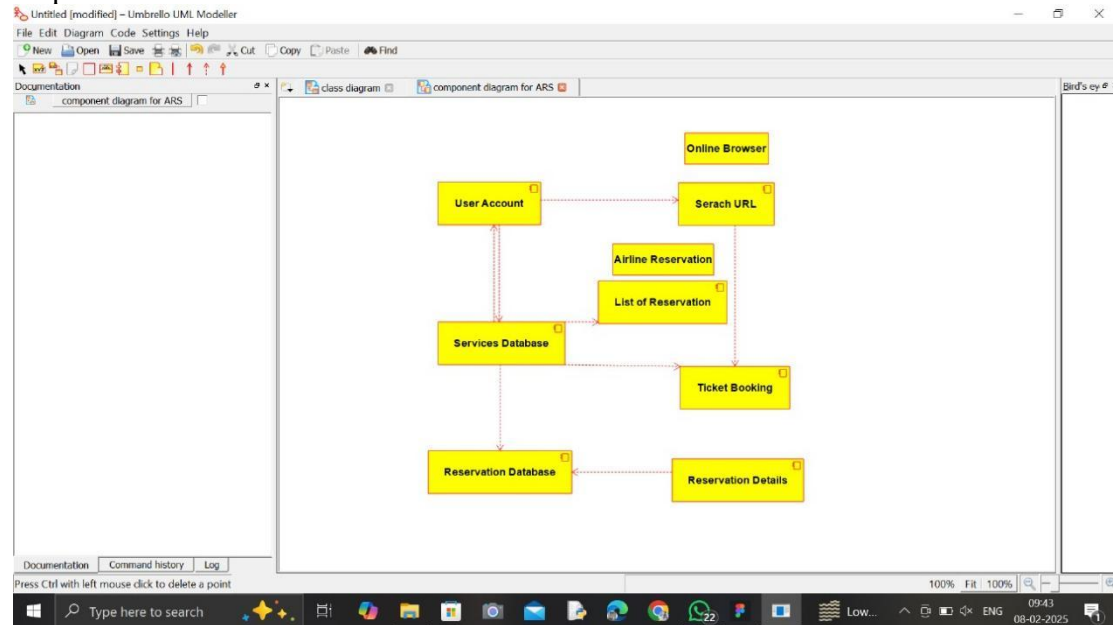 Untitled [modified] – Umbrello UML Modeller
File Edit Diagram Code Settings Help
New Open Save Cut Copy Paste Find
Documentation
class diagram component diagram for ARS
Bird's ey
component diagram for ARS
Online Browser
User Account
Serach URL
Airline Reservation
List of Reservation
Services Database
Ticket Booking
Reservation Database
Reservation Details
Documentation Command history Log
Press Ctrl with left mouse click to delete a point
100% Fit 100%
Type here to search
22
Low...
ENG
09:43
08-02-2025
1